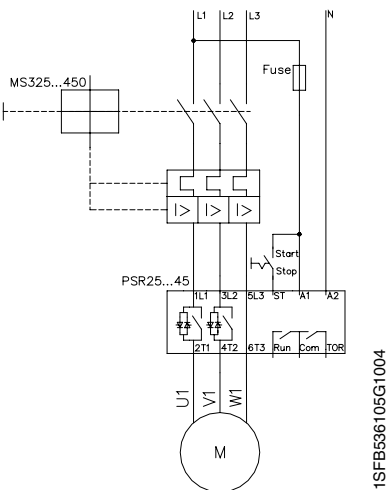 L1 L2 L3 N
Fuse
MS325...450
I> I> I>
Start
Stop
PSR25...45
1L1 3L2 5L3 ST A1 A2
2T1 4T2 6T3 Run Com TOR
U1 V1 W1
M
1SFB536105G1004